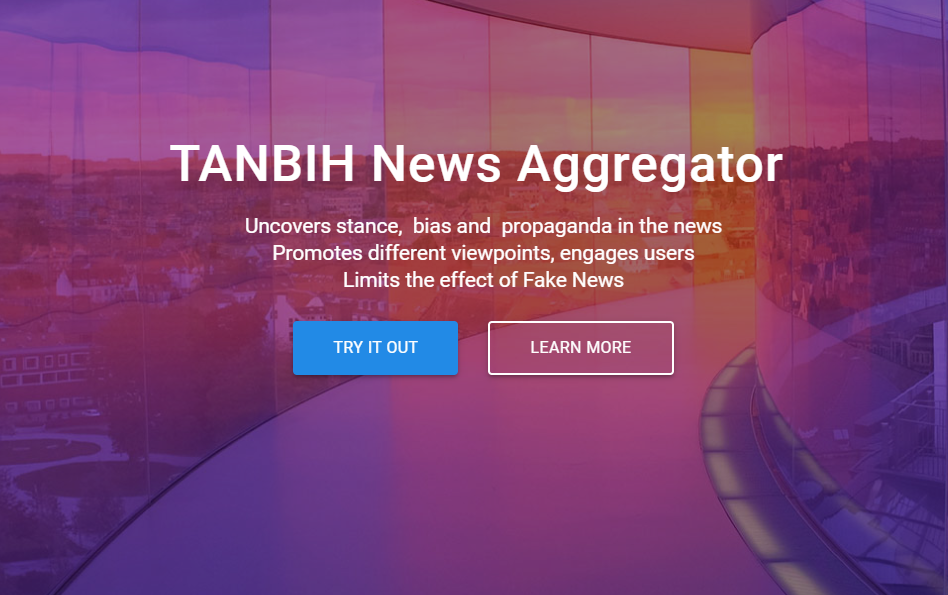 TANBIH News Aggregator
Uncovers stance,  bias and  propaganda in the news
Promotes different viewpoints, engages users
Limits the effect of Fake News
TRY IT OUT
LEARN MORE